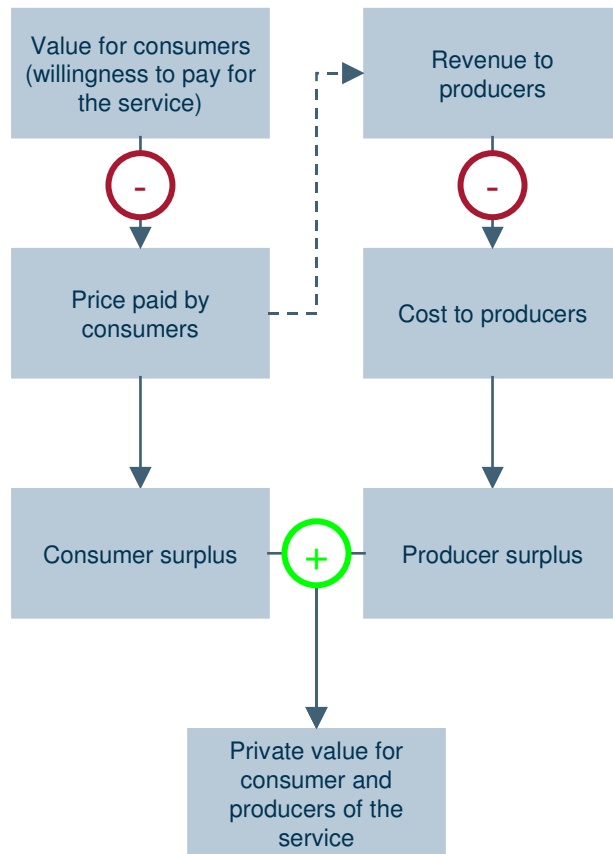 Value for consumers
(willingness to pay for
the service)
Revenue to
producers
-
-
Price paid by
consumers
Cost to producers
Consumer surplus
+
Producer surplus
Private value for
consumer and
producers of the
service